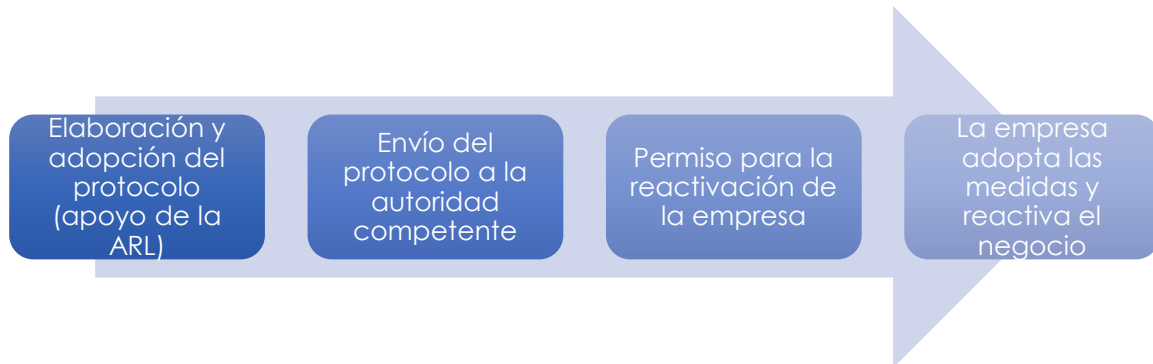 Elaboración y
adopción del
protocolo
(apoyo de la
ARL)
Envío del
protocolo a la
autoridad
competente
Permiso para la
reactivación de
la empresa
La empresa
adopta las
medidas y
reactiva el
negocio